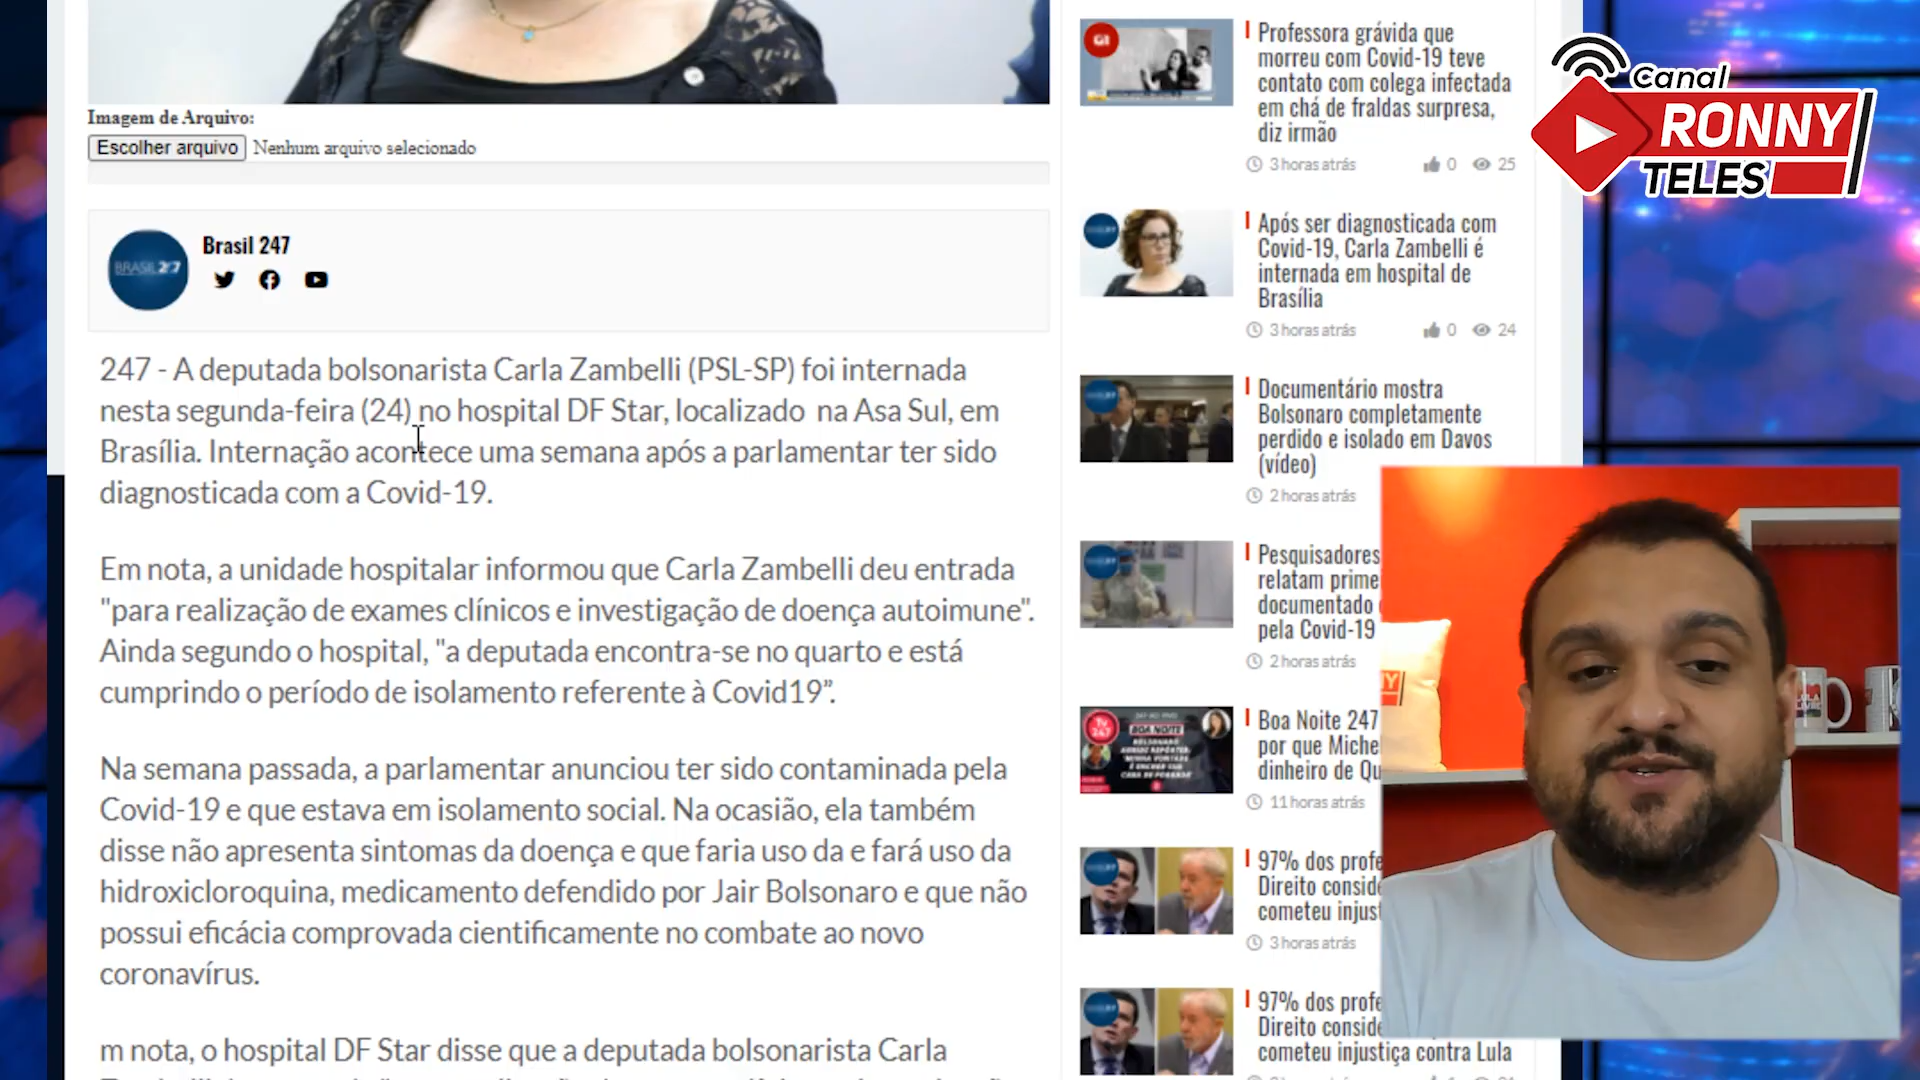 Imagem de Arquivo:
Escolher arquivo Nenhum arquivo selecionado
BRASIL 247
Brasil 247
247 - A deputada bolsonarista Carla Zambelli (PSL-SP) foi internada
nesta segunda-feira (24) no hospital DF Star, localizado na Asa Sul, em
Brasília. Internação acontece uma semana após a parlamentar ter sido
diagnosticada com a Covid-19.
Em nota, a unidade hospitalar informou que Carla Zambelli deu entrada
"para realização de exames clínicos e investigação de doença autoimune".
Ainda segundo o hospital, "a deputada encontra-se no quarto e está
cumprindo o período de isolamento referente à Covid19”.
Na semana passada, a parlamentar anunciou ter sido contaminada pela
Covid-19 e que estava em isolamento social. Na ocasião, ela também
disse não apresenta sintomas da doença e que faria uso da e fará uso da
hidroxicloroquina, medicamento defendido por Jair Bolsonaro e que não
possui eficácia comprovada cientificamente no combate ao novo
coronavírus.
m nota, o hospital DF Star disse que a deputada bolsonarista Carla
G1
Professora grávida que
morreu com Covid-19 teve
contato com colega infectada
em chá de fraldas surpresa,
diz irmão
3 horas atrás 0 25
Após ser diagnosticada com
Covid-19, Carla Zambelli é
internada em hospital de
Brasília
3 horas atrás 0 24
Documentário mostra
Bolsonaro completamente
perdido e isolado em Davos
(vídeo)
2 horas atrás
Pesquisadores
relatam prime
documentado
pela Covid-19
2 horas atrás
TV 247
BOA NOITE
Boa Noite 247
por que Miche
dinheiro de Qu
11 horas atrás
97% dos profe
Direito conside
cometeu injust
3 horas atrás
97% dos profe
Direito conside
cometeu injustiça contra Lula
Canal
RONNY
TELES
NY